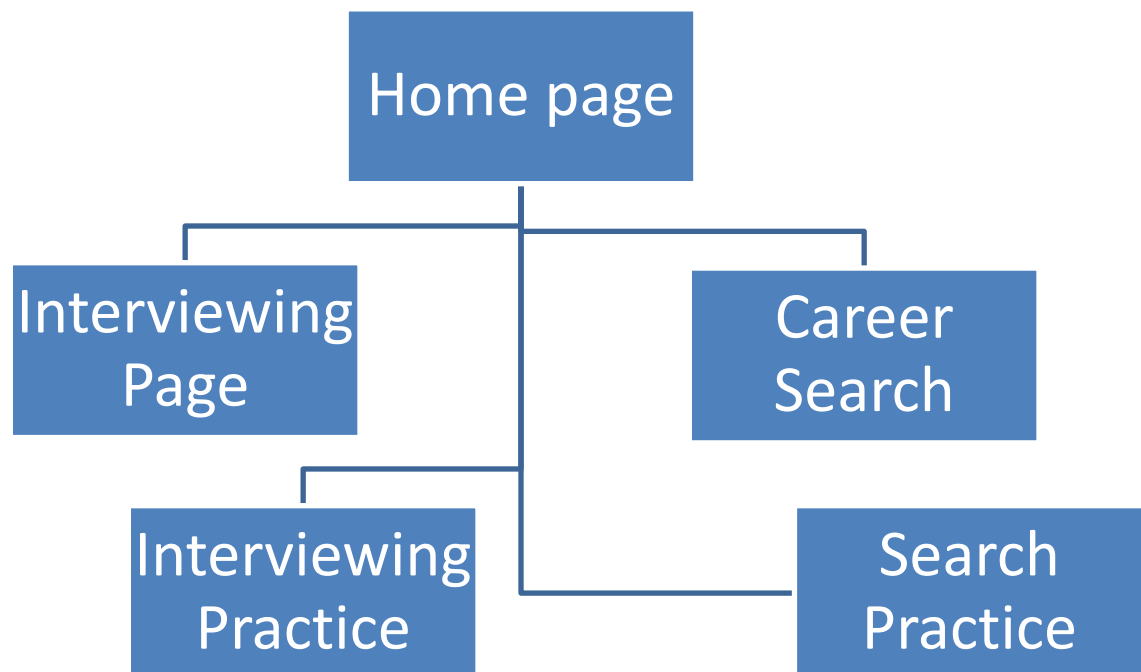 Home page
Interviewing
Page
Career
Search
Interviewing
Practice
Search
Practice